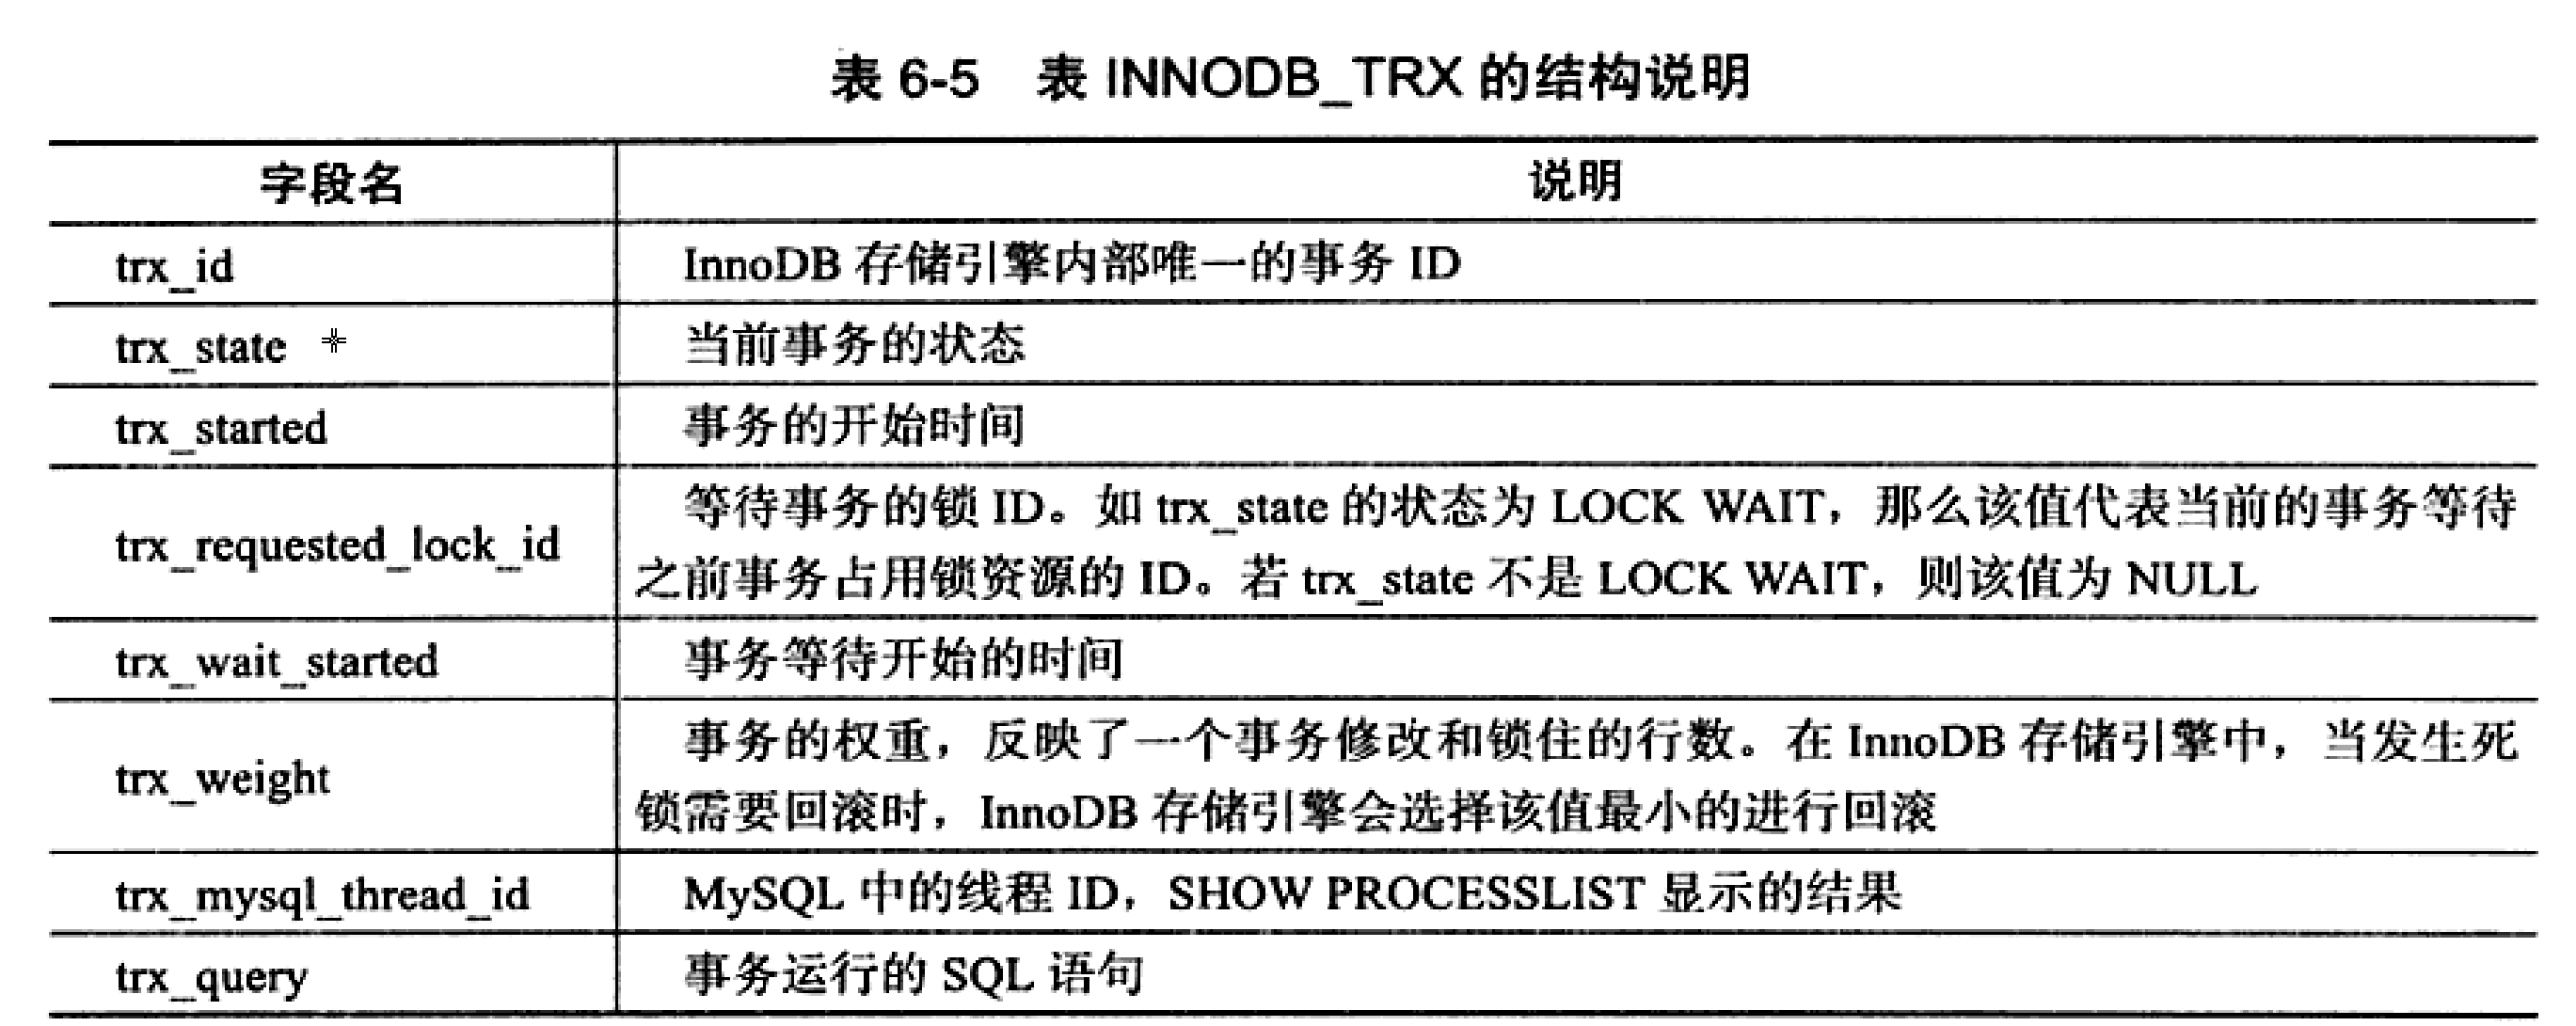 表 6-5 表 INNODB_TRX 的结构说明
字段名 说明
trx_id InnoDB 存储引擎内部唯一的事务 ID
trx_state 当前事务的状态
trx_started 事务的开始时间
trx_requested_lock_id 等待事务的锁 ID。如 trx_state 的状态为 LOCK WAIT，那么该值代表当前的事务等待
之前事务占用锁资源的 ID。若 trx_state 不是 LOCK WAIT，则该值为 NULL
trx_wait_started 事务等待开始的时间
trx_weight 事务的权重，反映了一个事务修改和锁住的行数。在 InnoDB 存储引擎中，当发生死
锁需要回滚时，InnoDB 存储引擎会选择该值最小的进行回滚
trx_mysql_thread_id MySQL 中的线程 ID，SHOW PROCESSLIST 显示的结果
trx_query 事务运行的 SQL 语句